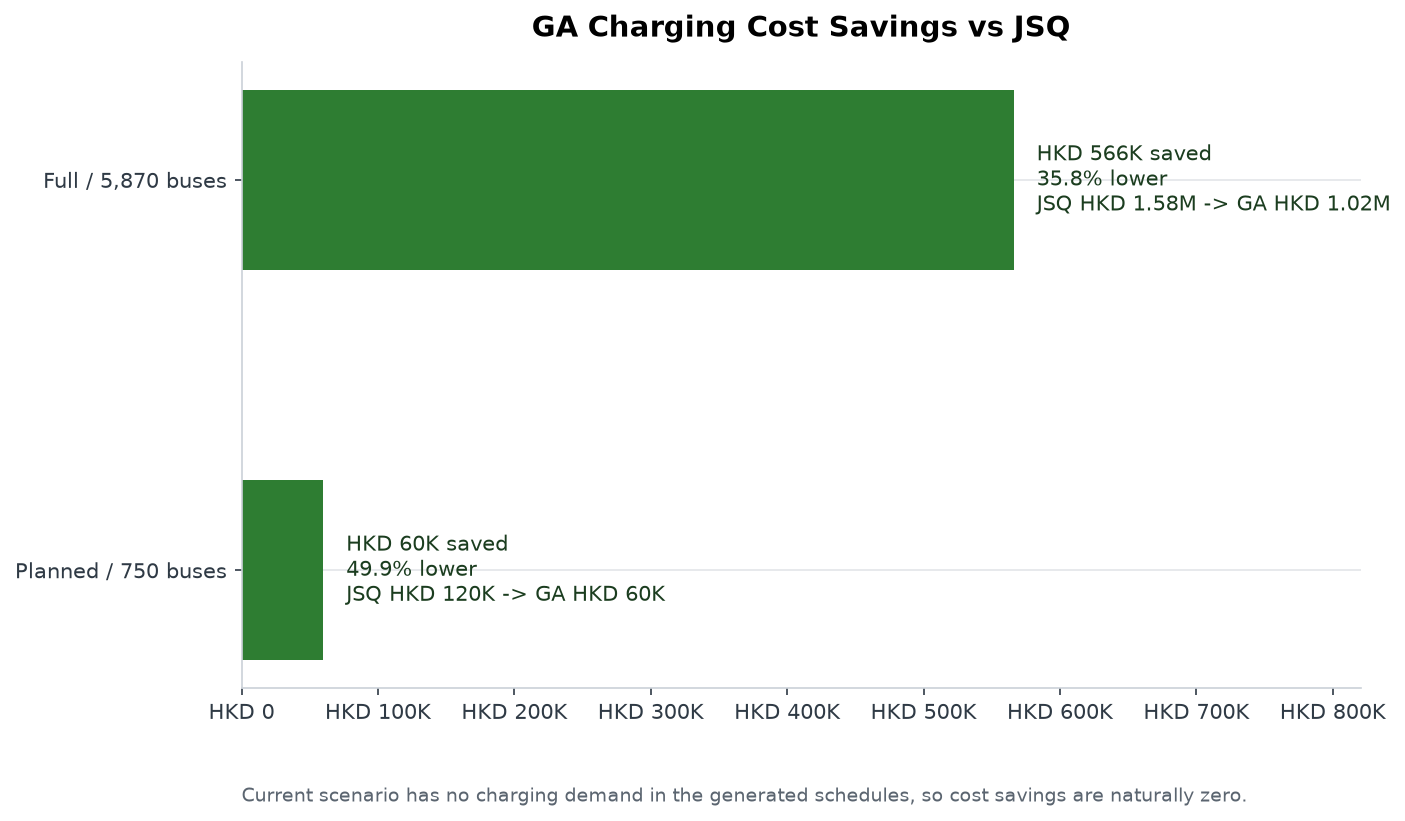 GA Charging Cost Savings vs JSQ
Full / 5,870 buses
HKD 566K saved
35.8% lower
JSQ HKD 1.58M -> GA HKD 1.02M
Planned / 750 buses
HKD 60K saved
49.9% lower
JSQ HKD 120K -> GA HKD 60K
HKD 0 HKD 100K HKD 200K HKD 300K HKD 400K HKD 500K HKD 600K HKD 700K HKD 800K
Current scenario has no charging demand in the generated schedules, so cost savings are naturally zero.